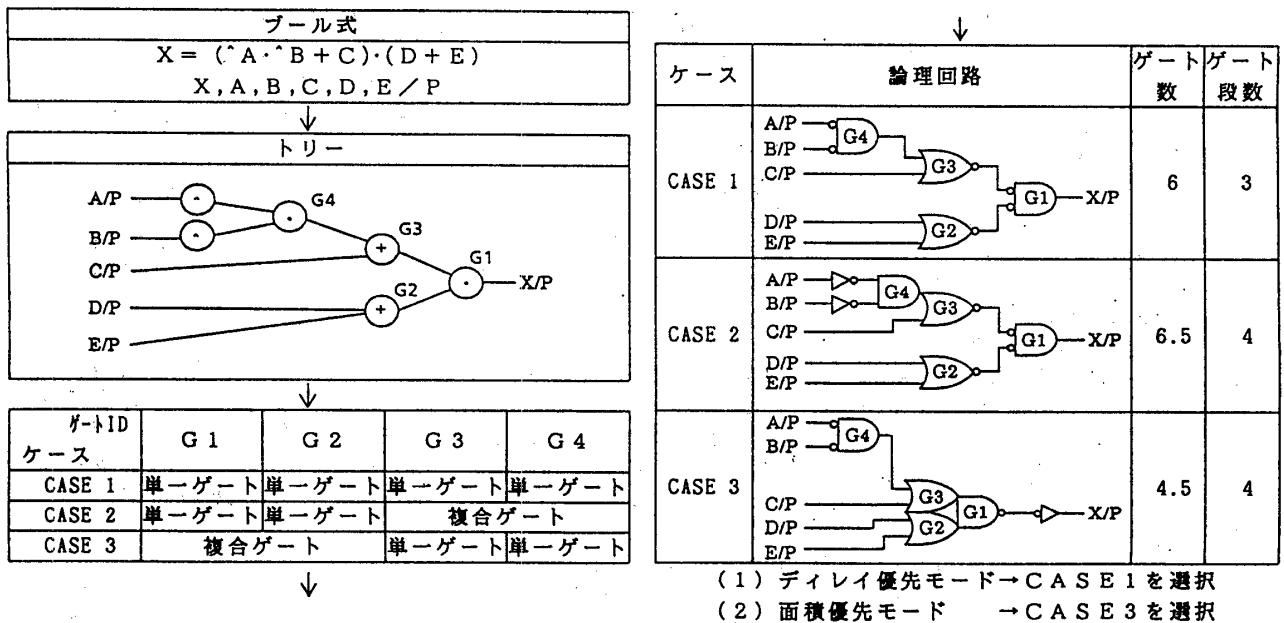 ブール式
X = (^A·^B + C)·(D + E)
X, A, B, C, D, E／P
トリー
A/P
B/P
C/P
D/P
E/P
^
^
·
G4
+
G3
+
G2
·
G1
X/P
ゲートID
ケース
G 1 G 2 G 3 G 4
CASE 1 単一ゲート 単一ゲート 単一ゲート 単一ゲート
CASE 2 単一ゲート 単一ゲート 複合ゲート
CASE 3 複合ゲート 単一ゲート 単一ゲート
ケース 論理回路 ゲート数 ゲート段数
CASE 1
A/P
B/P
C/P
D/P
E/P
G4
G3
G2
G1
X/P
6 3
CASE 2
A/P
B/P
C/P
D/P
E/P
G4
G3
G2
G1
X/P
6.5 4
CASE 3
A/P
B/P
C/P
D/P
E/P
G4
G3
G2
G1
X/P
4.5 4
(1) ディレイ優先モード→CASE1を選択
(2) 面積優先モード →CASE3を選択